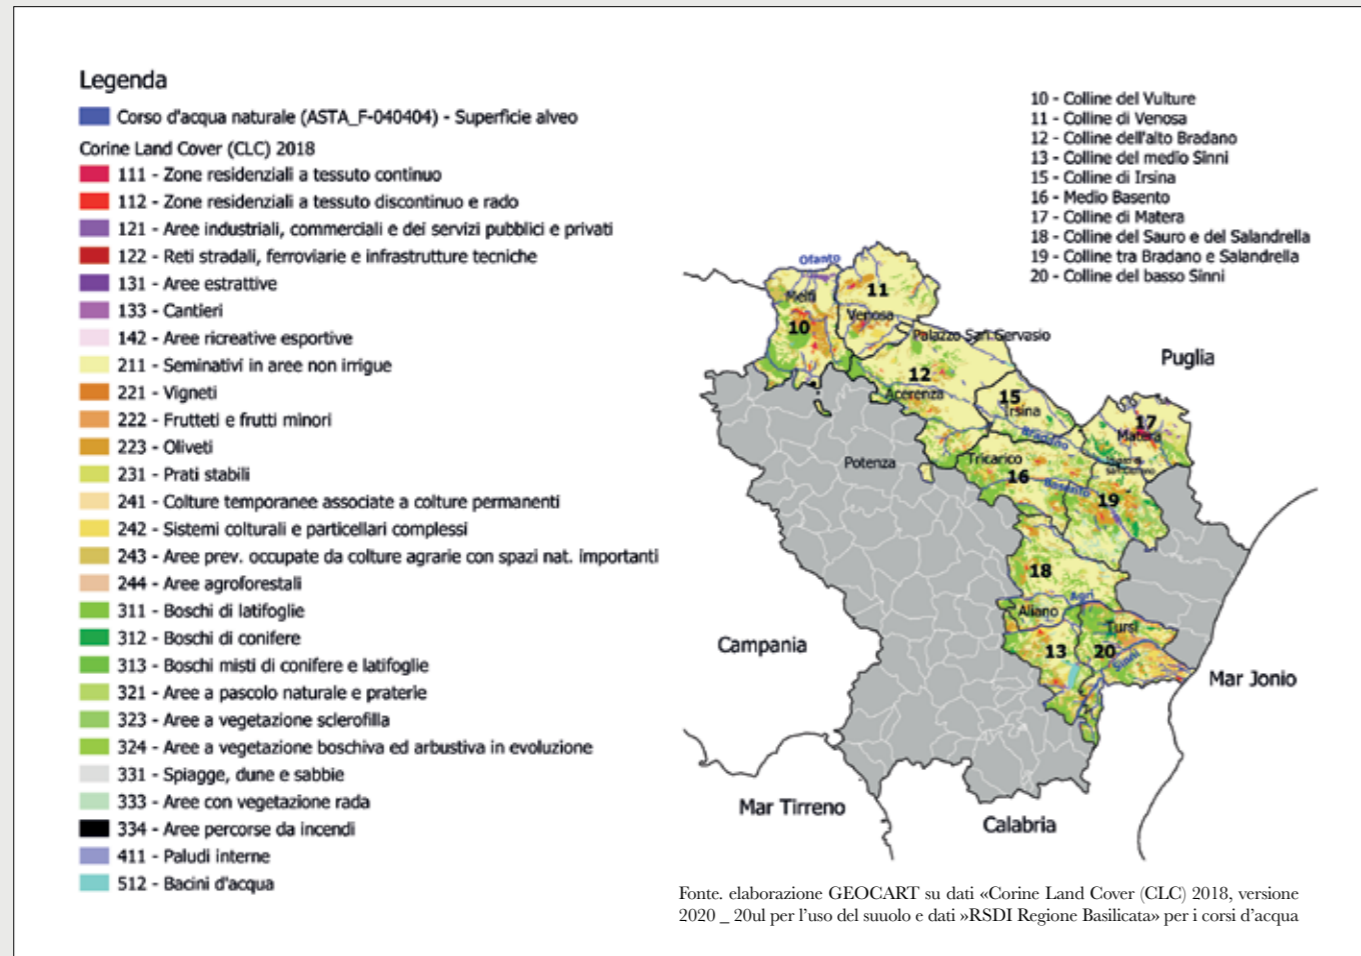 Legenda
Corso d'acqua naturale (ASTA_F-040404) - Superficie alveo
Corine Land Cover (CLC) 2018
111 - Zone residenziali a tessuto continuo
112 - Zone residenziali a tessuto discontinuo e rado
121 - Aree industriali, commerciali e dei servizi pubblici e privati
122 - Reti stradali, ferroviarie e infrastrutture tecniche
131 - Aree estrattive
133 - Cantieri
142 - Aree ricreative esportive
211 - Seminativi in aree non irrigue
221 - Vigneti
222 - Frutteti e frutti minori
223 - Oliveti
231 - Prati stabili
241 - Colture temporanee associate a colture permanenti
242 - Sistemi colturali e particellari complessi
243 - Aree prev. occupate da colture agrarie con spazi nat. importanti
244 - Aree agroforestali
311 - Boschi di latifoglie
312 - Boschi di conifere
313 - Boschi misti di conifere e latifoglie
321 - Aree a pascolo naturale e praterie
323 - Aree a vegetazione sclerofilla
324 - Aree a vegetazione boschiva ed arbustiva in evoluzione
331 - Spiagge, dune e sabbie
333 - Aree con vegetazione rada
334 - Aree percorse da incendi
411 - Paludi interne
512 - Bacini d'acqua
10 - Colline del Vulture
11 - Colline di Venosa
12 - Colline dell'alto Bradano
13 - Colline del medio Sinni
15 - Colline di Irsina
16 - Medio Basento
17 - Colline di Matera
18 - Colline del Sauro e del Salandrella
19 - Colline tra Bradano e Salandrella
20 - Colline del basso Sinni
Ofanto
Melfi
11
Venosa
10
Palazzo San Gervasio
Puglia
12
Acerenza
15
Irsina
17
Matera
Bradano
Tricarico
Potenza
16
Basento
19
18
Agri
Aliano
Tursi
13
20
Sinni
Campania
Mar Jonio
Mar Tirreno
Calabria
Fonte. elaborazione GEOCART su dati «Corine Land Cover (CLC) 2018, versione
2020 _ 20ul per l'uso del suuolo e dati »RSDI Regione Basilicata» per i corsi d'acqua